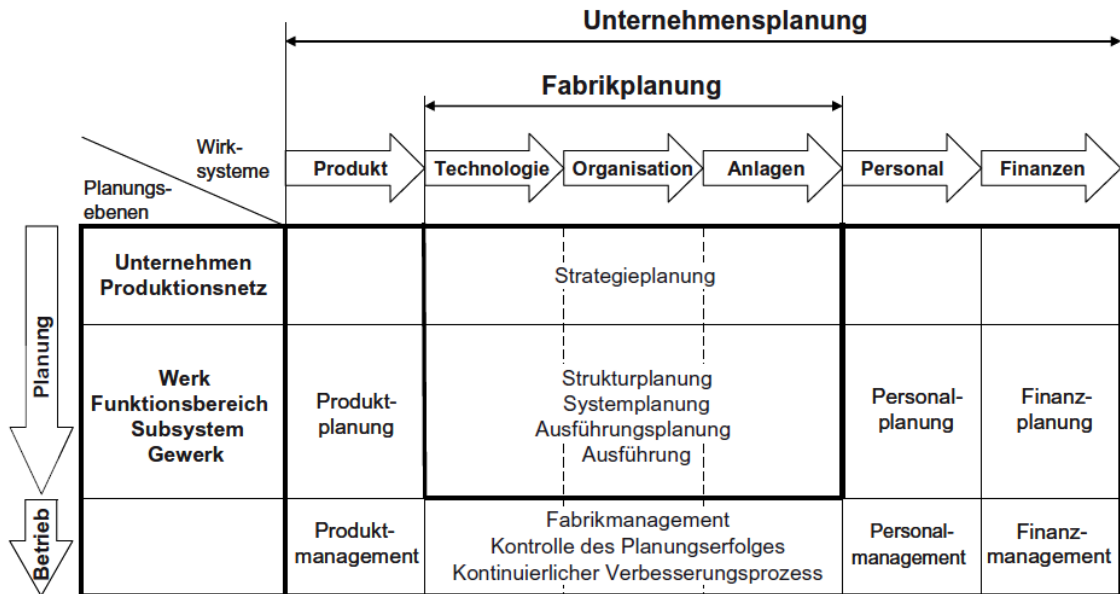 Unternehmensplanung
Fabrikplanung
Wirk-
systeme
Planungs-
ebenen
Produkt
Technologie
Organisation
Anlagen
Personal
Finanzen
Planung
Unternehmen
Produktionsnetz
Strategieplanung
Werk
Funktionsbereich
Subsystem
Gewerk
Produkt-
planung
Strukturplanung
Systemplanung
Ausführungsplanung
Ausführung
Personal-
planung
Finanz-
planung
Betrieb
Produkt-
management
Fabrikmanagement
Kontrolle des Planungserfolges
Kontinuierlicher Verbesserungsprozess
Personal-
management
Finanz-
management